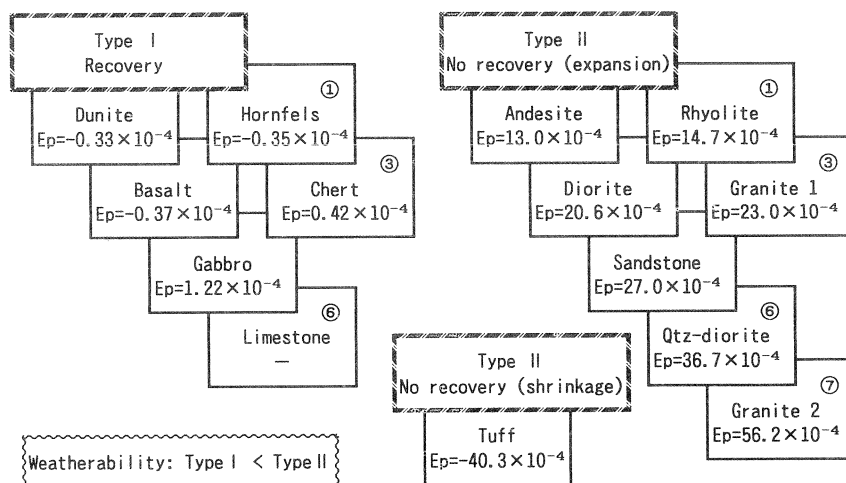 Type Ⅰ
Recovery
①
Dunite
Ep=-0.33×10⁻⁴
Hornfels
Ep=-0.35×10⁻⁴
③
Basalt
Ep=-0.37×10⁻⁴
Chert
Ep=0.42×10⁻⁴
Gabbro
Ep=1.22×10⁻⁴
⑥
Limestone
—
Type Ⅱ
No recovery (expansion)
①
Andesite
Ep=13.0×10⁻⁴
Rhyolite
Ep=14.7×10⁻⁴
③
Diorite
Ep=20.6×10⁻⁴
Granite 1
Ep=23.0×10⁻⁴
Sandstone
Ep=27.0×10⁻⁴
⑥
Qtz-diorite
Ep=36.7×10⁻⁴
⑦
Granite 2
Ep=56.2×10⁻⁴
Type Ⅱ
No recovery (shrinkage)
Tuff
Ep=-40.3×10⁻⁴
Weatherability: Type Ⅰ < Type Ⅱ